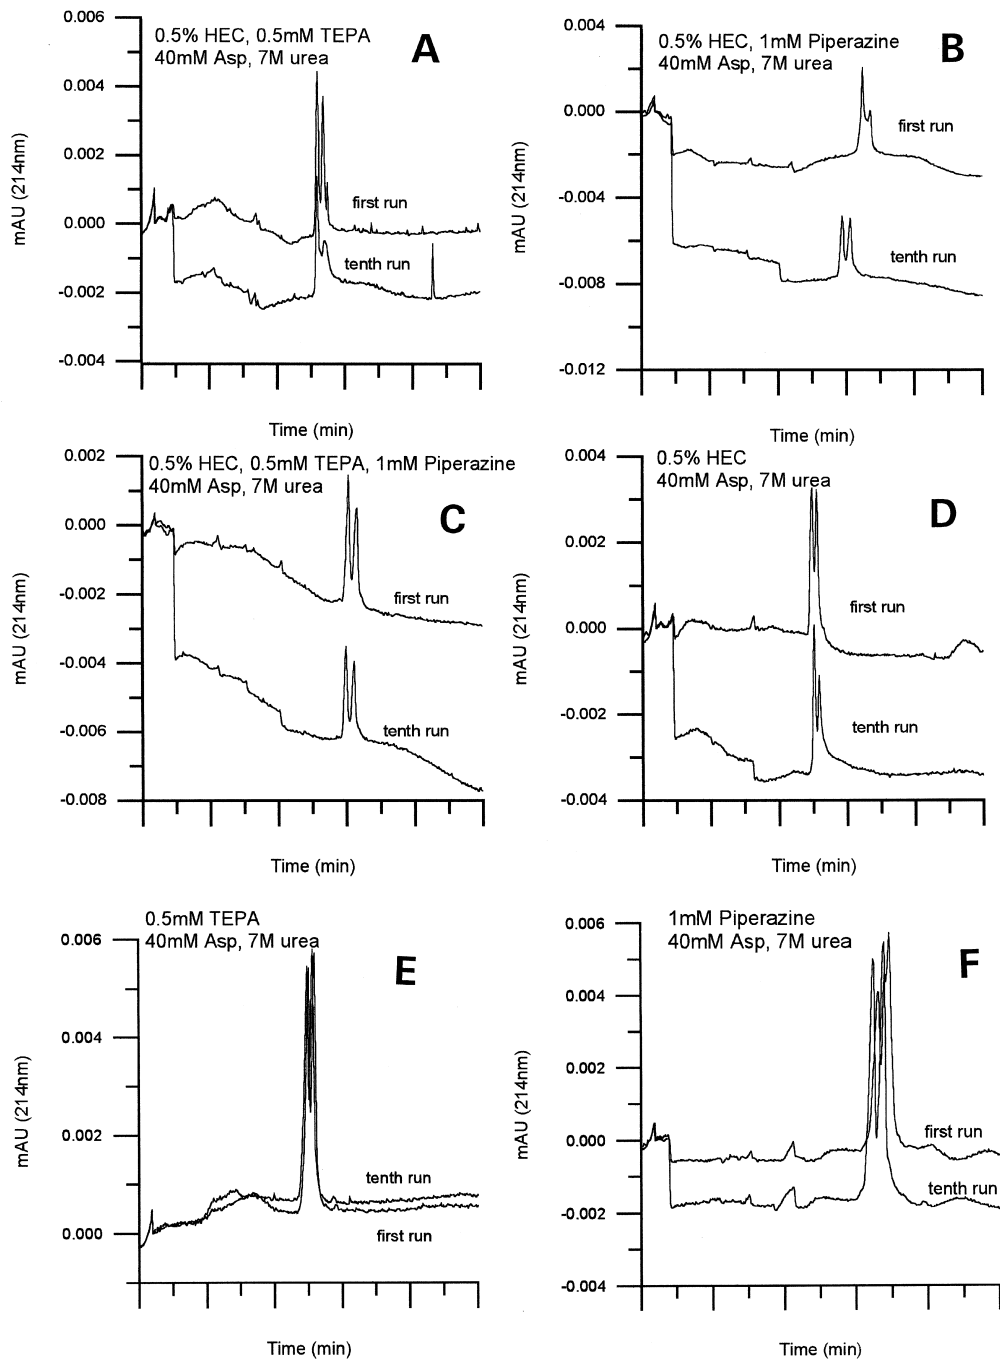 0.5% HEC, 0.5mM TEPA
40mM Asp, 7M urea
A
0.006
0.004
0.002
0.000
-0.002
-0.004
mAU (214nm)
first run
tenth run
Time (min)
0.5% HEC, 1mM Piperazine
40mM Asp, 7M urea
B
0.004
0.000
-0.004
-0.008
-0.012
mAU (214nm)
first run
tenth run
Time (min)
0.5% HEC, 0.5mM TEPA, 1mM Piperazine
40mM Asp, 7M urea
C
0.002
0.000
-0.002
-0.004
-0.006
-0.008
mAU (214nm)
first run
tenth run
Time (min)
0.5% HEC
40mM Asp, 7M urea
D
0.004
0.002
0.000
-0.002
-0.004
mAU (214nm)
first run
tenth run
Time (min)
0.5mM TEPA
40mM Asp, 7M urea
E
0.006
0.004
0.002
0.000
mAU (214nm)
tenth run
first run
Time (min)
1mM Piperazine
40mM Asp, 7M urea
F
0.006
0.004
0.002
0.000
-0.002
-0.004
mAU (214nm)
first run
tenth run
Time (min)